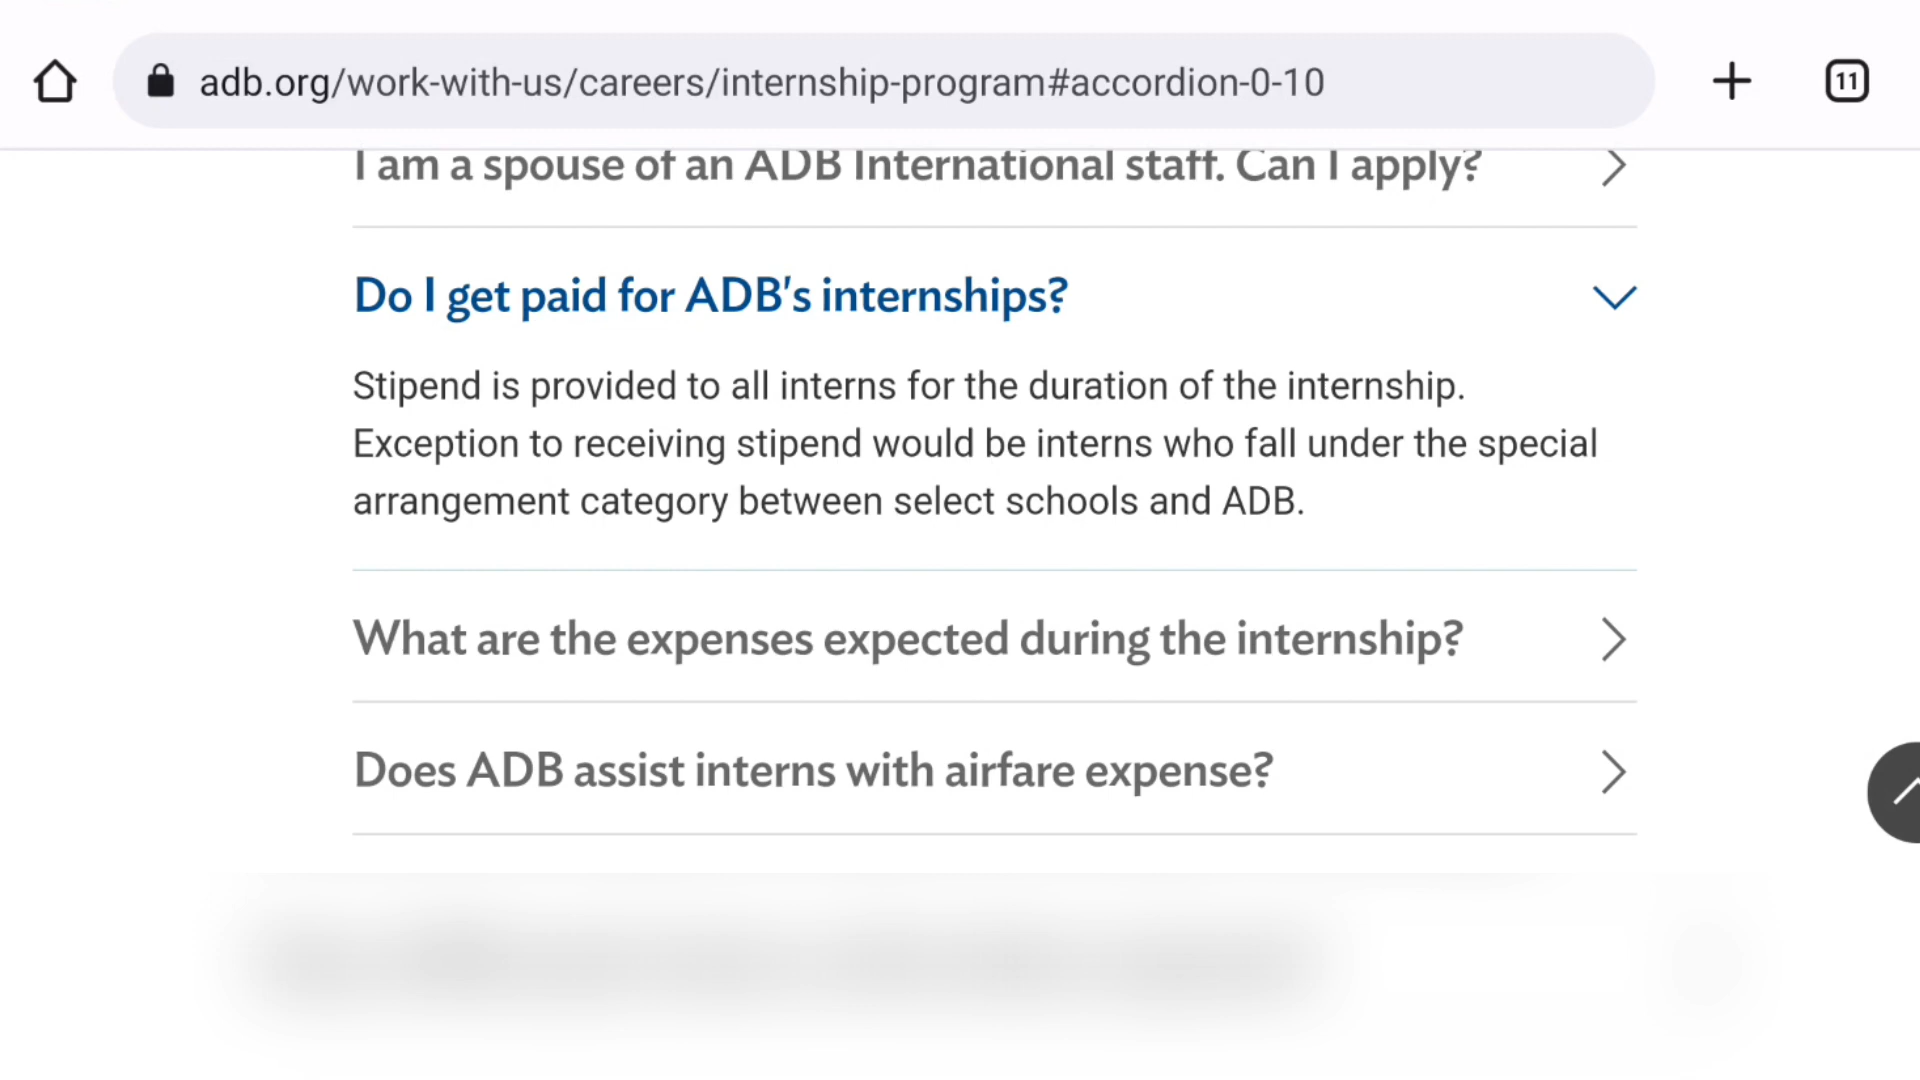 adb.org/work-with-us/careers/internship-program#accordion-0-10
11
I am a spouse of an ADB International staff. Can I apply?
Do I get paid for ADB's internships?
Stipend is provided to all interns for the duration of the internship.
Exception to receiving stipend would be interns who fall under the special
arrangement category between select schools and ADB.
What are the expenses expected during the internship?
Does ADB assist interns with airfare expense?